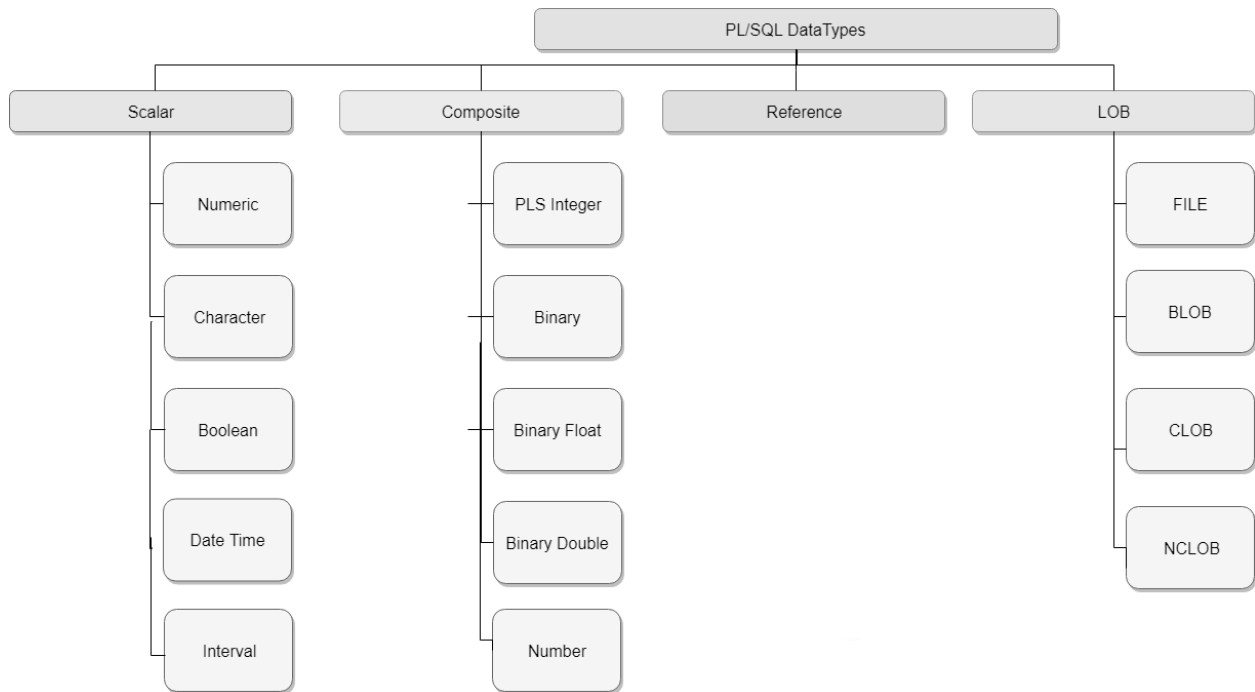 PL/SQL DataTypes
Scalar
Composite
Reference
LOB
Numeric
PLS Integer
FILE
Character
Binary
BLOB
Boolean
Binary Float
CLOB
Date Time
Binary Double
NCLOB
Interval
Number